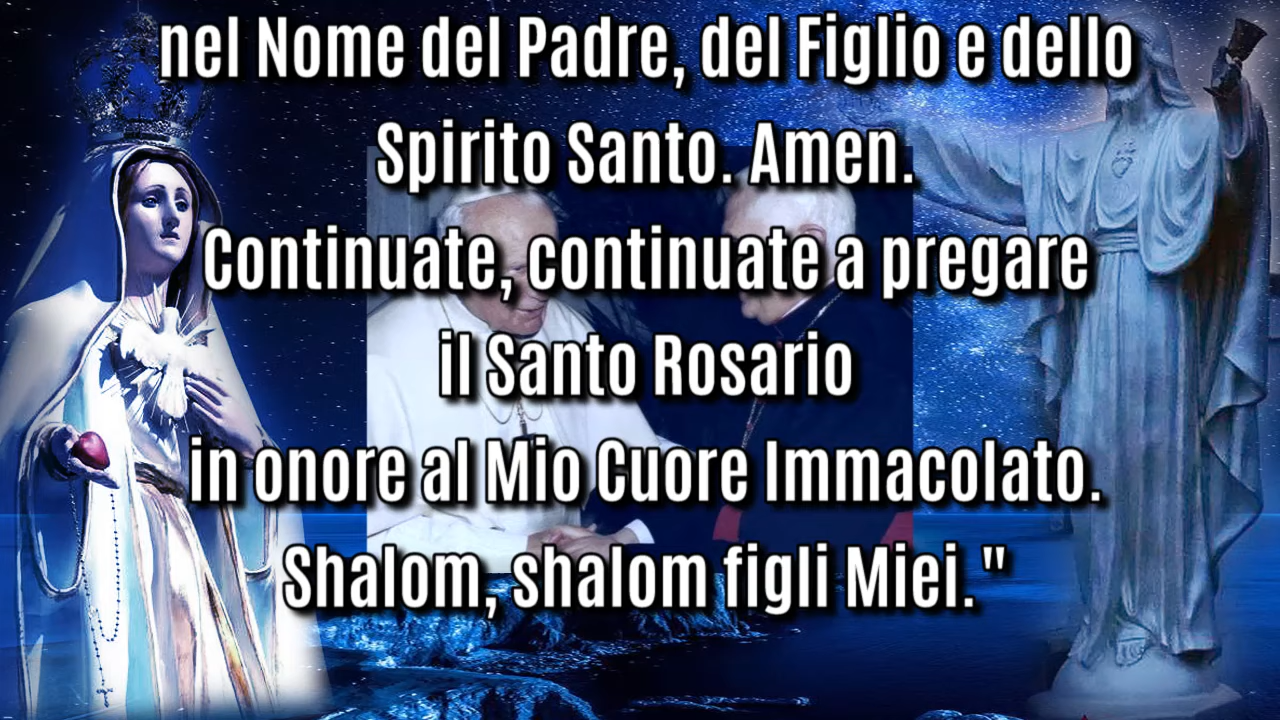 nel Nome del Padre, del Figlio e dello
Spirito Santo. Amen.
Continuate, continuate a pregare
il Santo Rosario
in onore al Mio Cuore Immacolato.
Shalom, shalom figli Miei."